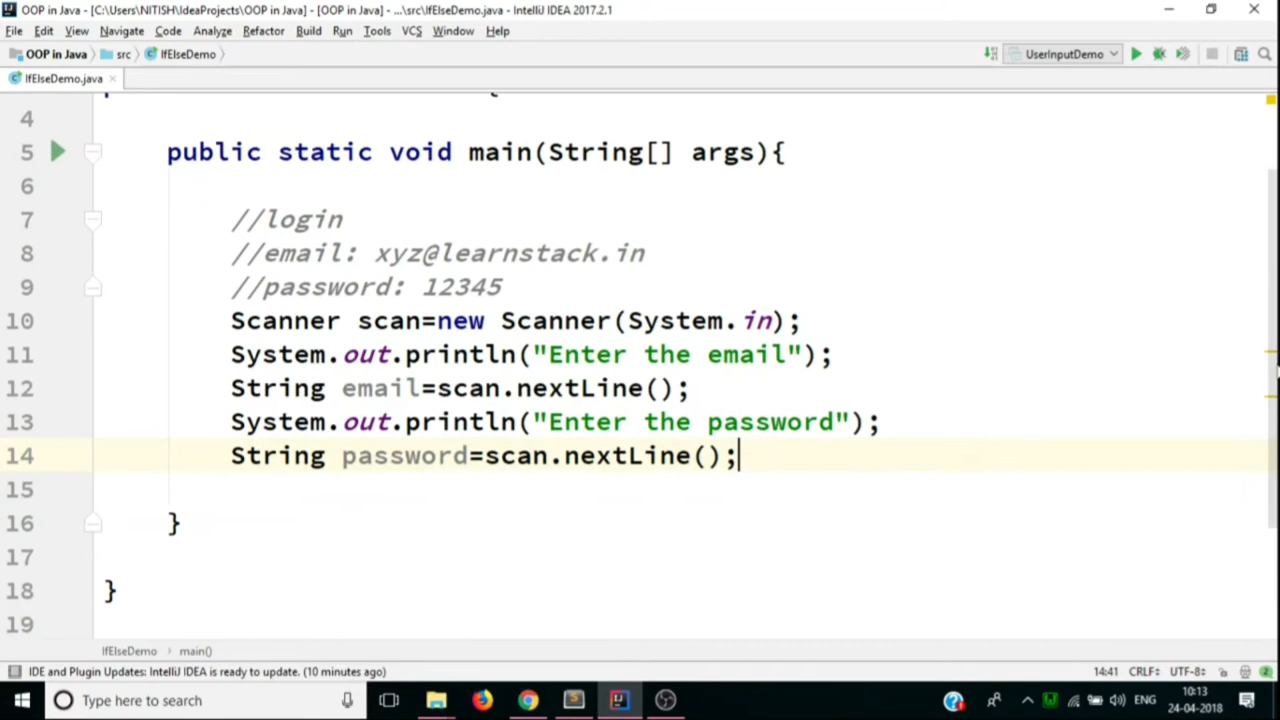 OOP in Java - [C:\Users\NITISH\IdeaProjects\OOP in Java] - [OOP in Java] - ...\src\IfElseDemo.java - IntelliJ IDEA 2017.2.1
File Edit View Navigate Code Analyze Refactor Build Run Tools VCS Window Help
OOP in Java src IfElseDemo UserInputDemo
IfElseDemo.java
4
5 public static void main(String[] args){
6
7 //login
8 //email: xyz@learnstack.in
9 //password: 12345
10 Scanner scan=new Scanner(System.in);
11 System.out.println("Enter the email");
12 String email=scan.nextLine();
13 System.out.println("Enter the password");
14 String password=scan.nextLine();
15
16 }
17
18 }
19
IfElseDemo main()
IDE and Plugin Updates: IntelliJ IDEA is ready to update. (10 minutes ago) 14:41 CRLF UTF-8 2
Type here to search ENG 10:13
24-04-2018